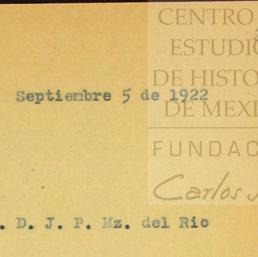 CENTRO
ESTUDIO
DE HISTO
DE MEXI
Septiembre 5 de 1922
FUNDAC
Carlos
. D. J. P. Mz. del Rio